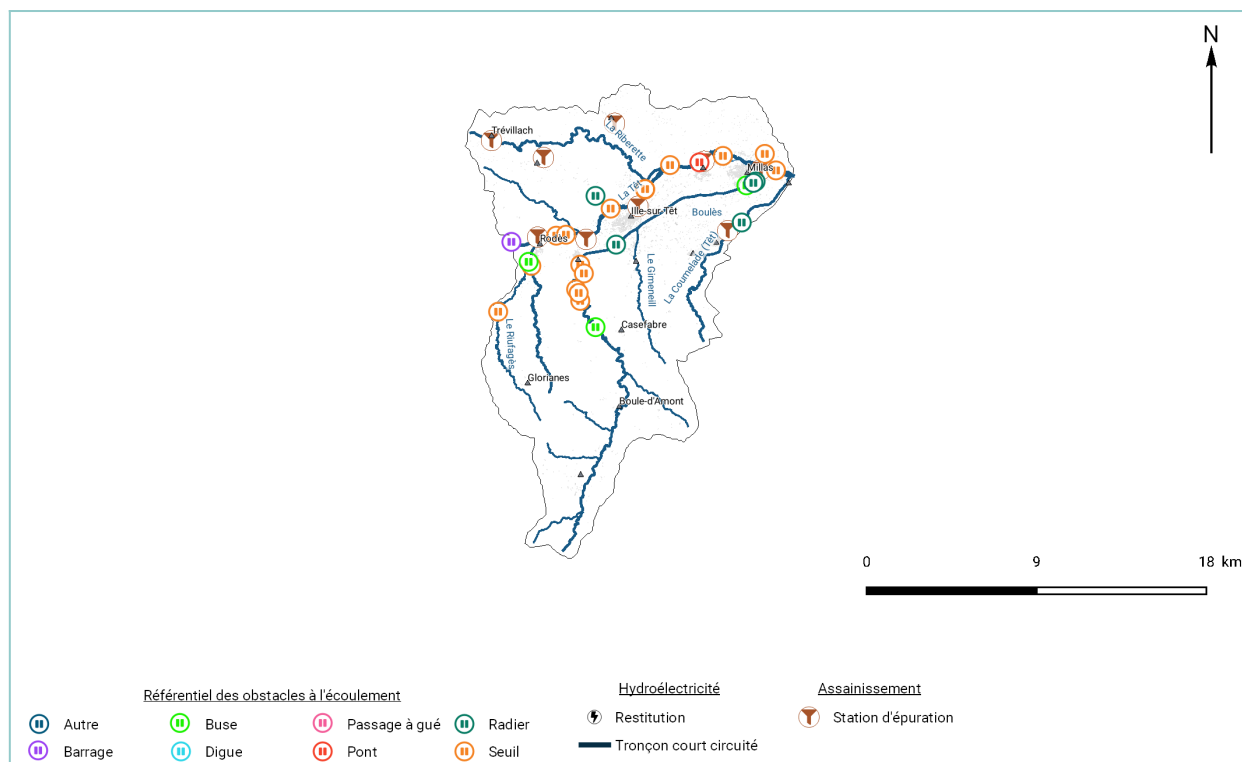 N
Trévillach
La Riberette
Millas
La Têt
Ille-sur-Têt
Boulès
Rodès
La Coumelade (Têt)
Le Gimeneill
Casefabre
Le Riufagès
Glorianes
Boule-d'Amont
0 9 18 km
Référentiel des obstacles à l'écoulement
Hydroélectricité
Assainissement
Autre
Buse
Passage à gué
Radier
Restitution
Station d'épuration
Barrage
Digue
Pont
Seuil
Tronçon court circuité